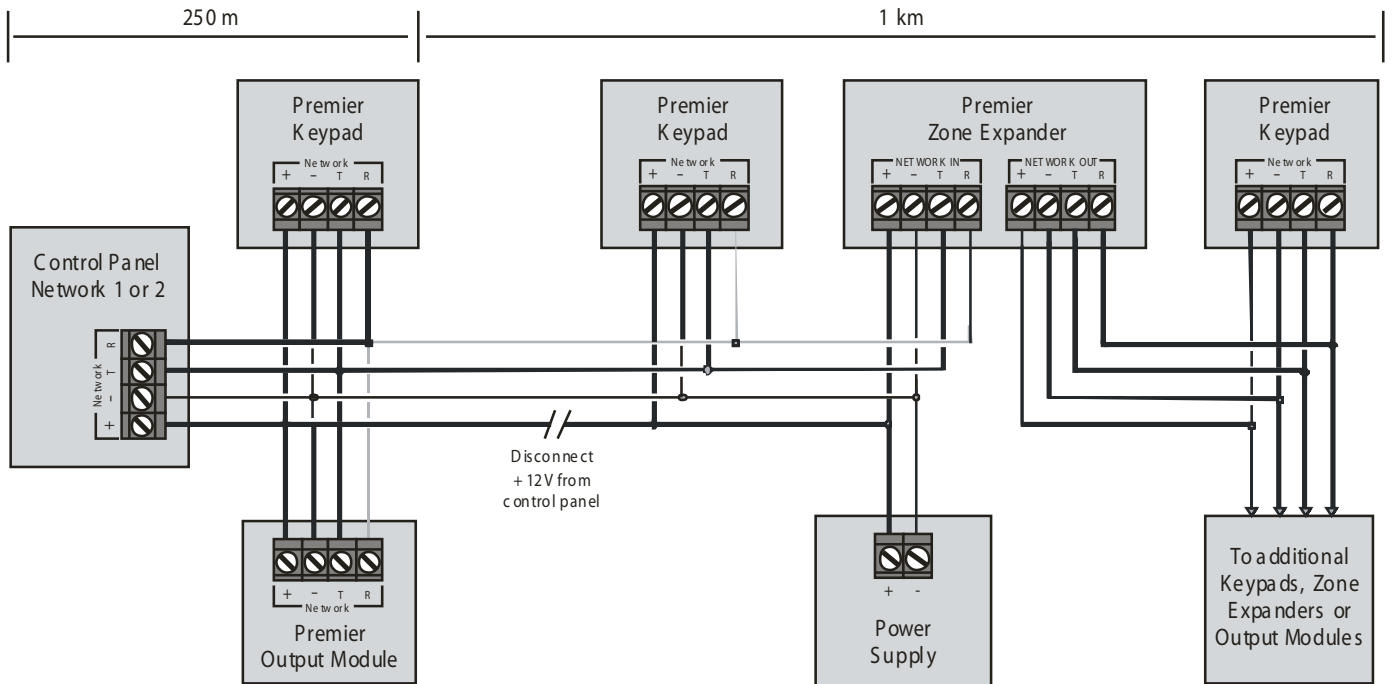 250 m
1 km
Premier
Keypad
Network
+ − T R
Premier
Keypad
Network
+ − T R
Premier
Zone Expander
NETWORK IN
+ − T R
NETWORK OUT
+ − T R
Premier
Keypad
Network
+ − T R
Control Panel
Network 1 or 2
Network
+ − T R
Disconnect
+ 12V from
control panel
+ − T R
Network
Premier
Output Module
+ -
Power
Supply
To additional
Keypads, Zone
Expanders or
Output Modules